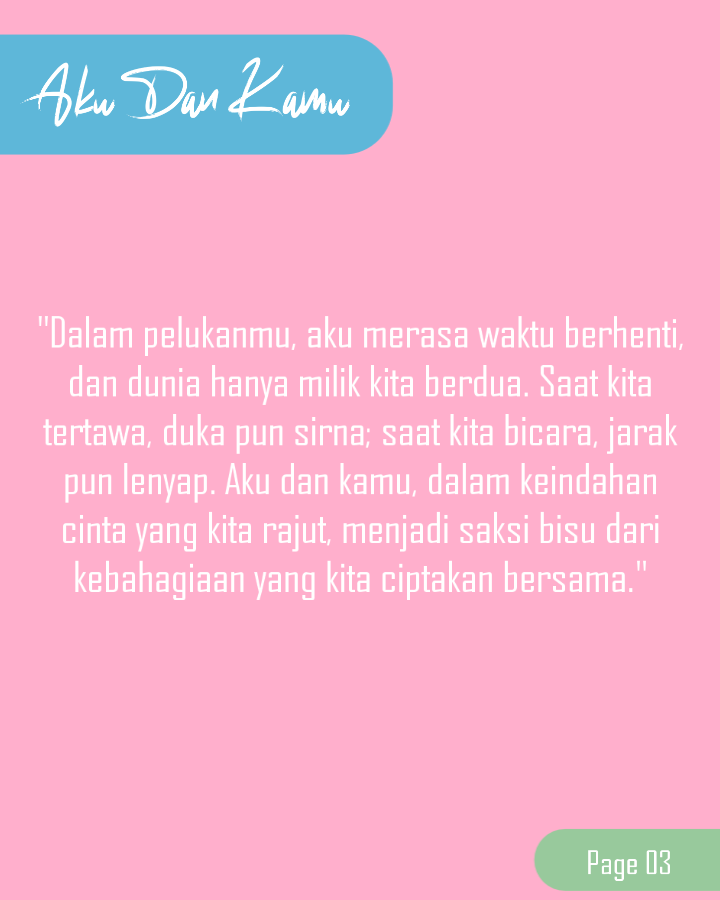 Aku Dan Kamu
"Dalam pelukanmu, aku merasa waktu berhenti,
dan dunia hanya milik kita berdua. Saat kita
tertawa, duka pun sirna; saat kita bicara, jarak
pun lenyap. Aku dan kamu, dalam keindahan
cinta yang kita rajut, menjadi saksi bisu dari
kebahagiaan yang kita ciptakan bersama."
Page 03